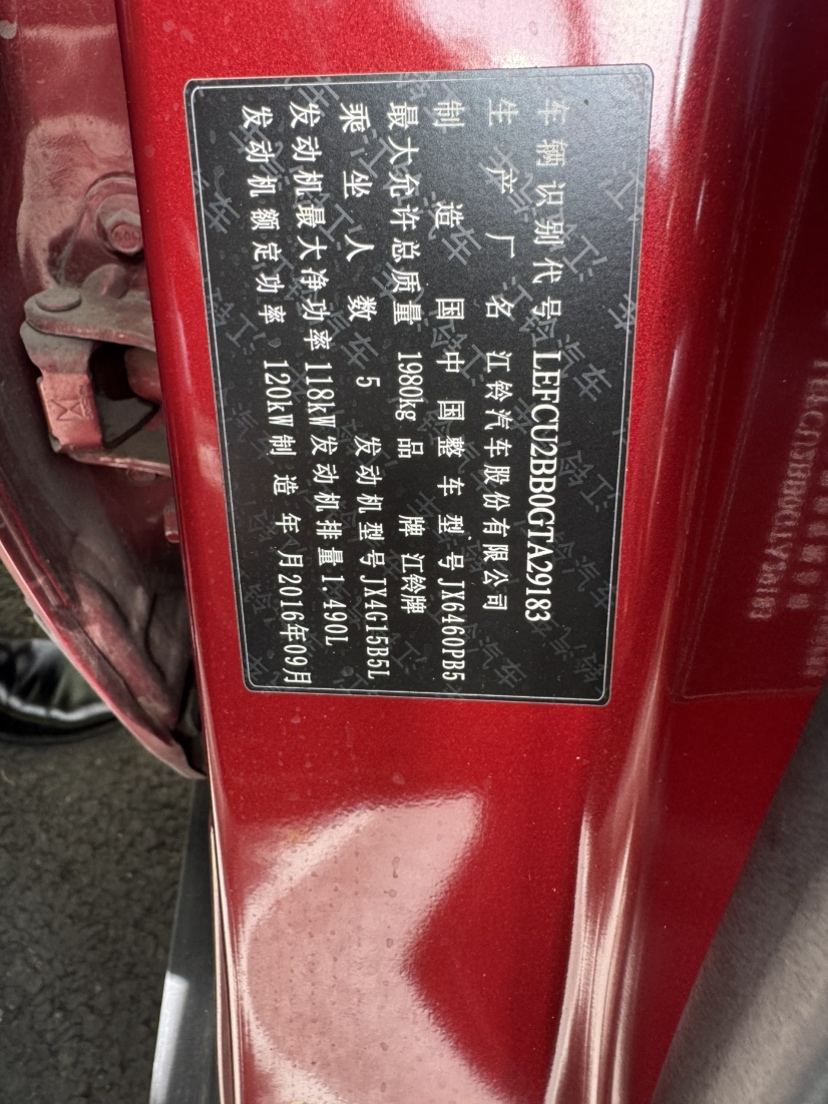 车辆识别代号 LEFCU2BB0GTA29183
生产厂名 江铃汽车股份有限公司
制造国 中国 整车型号 JX6460PB5
最大允许总质量 1980kg 品牌 江铃牌
乘坐人数 5 发动机型号 JX4G15B5L
发动机最大净功率 118kW 发动机排量 1.490L
发动机额定功率 120kW 制造年月 2016年09月